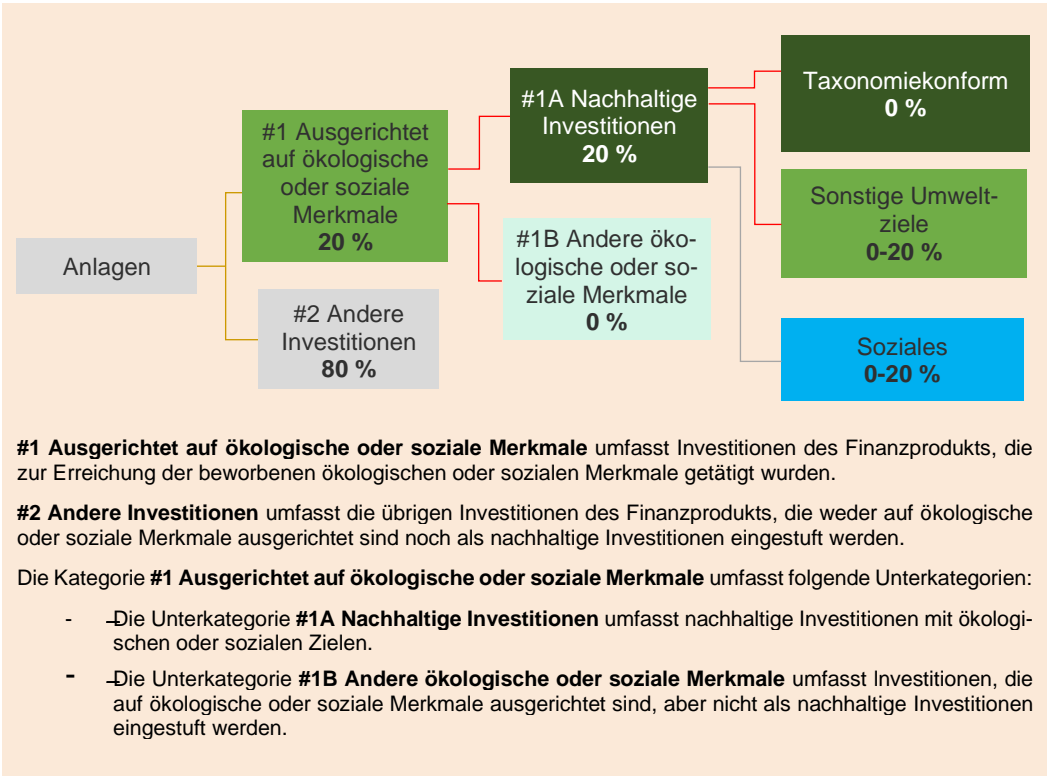 Anlagen
#1 Ausgerichtet
auf ökologische
oder soziale
Merkmale
20 %
#2 Andere
Investitionen
80 %
#1A Nachhaltige
Investitionen
20 %
#1B Andere öko-
logische oder so-
ziale Merkmale
0 %
Taxonomiekonform
0 %
Sonstige Umwelt-
ziele
0-20 %
Soziales
0-20 %
#1 Ausgerichtet auf ökologische oder soziale Merkmale umfasst Investitionen des Finanzprodukts, die
zur Erreichung der beworbenen ökologischen oder sozialen Merkmale getätigt wurden.
#2 Andere Investitionen umfasst die übrigen Investitionen des Finanzprodukts, die weder auf ökologische
oder soziale Merkmale ausgerichtet sind noch als nachhaltige Investitionen eingestuft werden.
Die Kategorie #1 Ausgerichtet auf ökologische oder soziale Merkmale umfasst folgende Unterkategorien:
- Die Unterkategorie #1A Nachhaltige Investitionen umfasst nachhaltige Investitionen mit ökologi-
schen oder sozialen Zielen.
- Die Unterkategorie #1B Andere ökologische oder soziale Merkmale umfasst Investitionen, die
auf ökologische oder soziale Merkmale ausgerichtet sind, aber nicht als nachhaltige Investitionen
eingestuft werden.